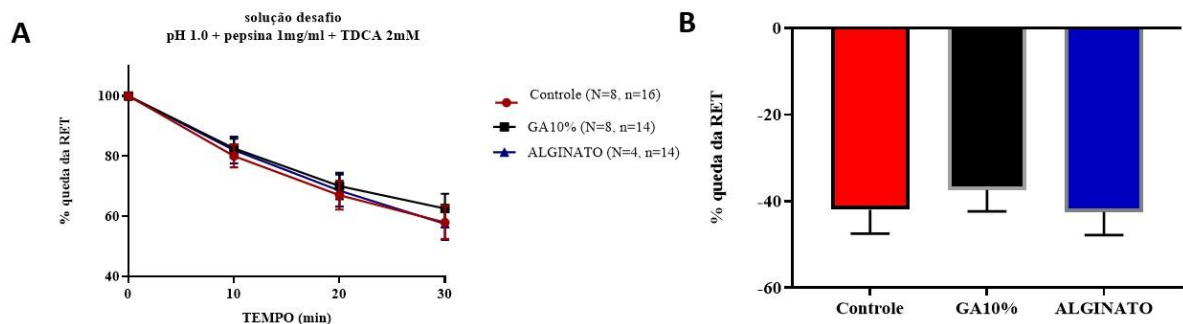 A
solução desafio
pH 1.0 + pepsina 1mg/ml + TDCA 2mM
% queda da RET
100
80
60
40
0
10
20
30
TEMPO (min)
Controle (N=8, n=16)
GA10% (N=8, n=14)
ALGINATO (N=4, n=14)
B
% queda da RET
0
-20
-40
-60
Controle
GA10%
ALGINATO